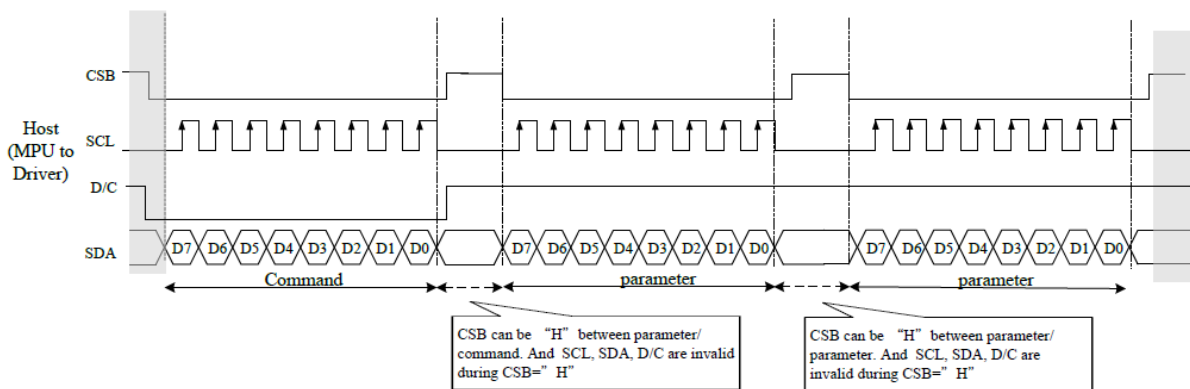 CSB
Host
(MPU to
Driver)
SCL
D/C
SDA
D7 D6 D5 D4 D3 D2 D1 D0 D7 D6 D5 D4 D3 D2 D1 D0 D7 D6 D5 D4 D3 D2 D1 D0
Command parameter parameter
CSB can be “H” between parameter/
command. And SCL, SDA, D/C are invalid
during CSB=”H”
CSB can be “H” between parameter/
parameter. And SCL, SDA, D/C are
invalid during CSB=”H”